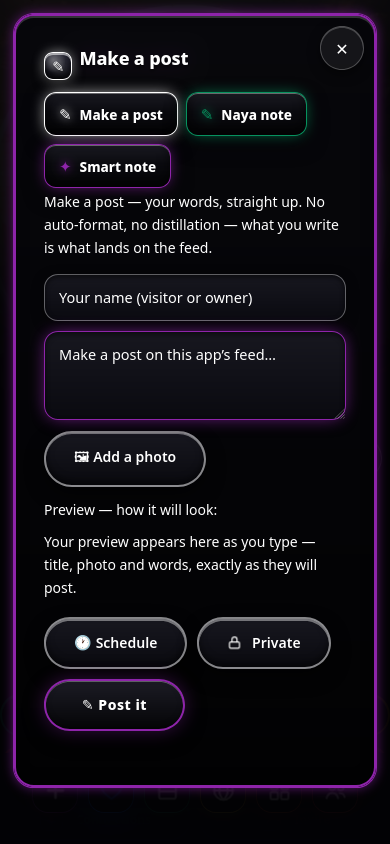 Make a post
Make a post
Naya note
Smart note
Make a post — your words, straight up. No
auto-format, no distillation — what you write
is what lands on the feed.
Your name (visitor or owner)
Make a post on this app’s feed…
Add a photo
Preview — how it will look:
Your preview appears here as you type —
title, photo and words, exactly as they will
post.
Schedule
Private
Post it